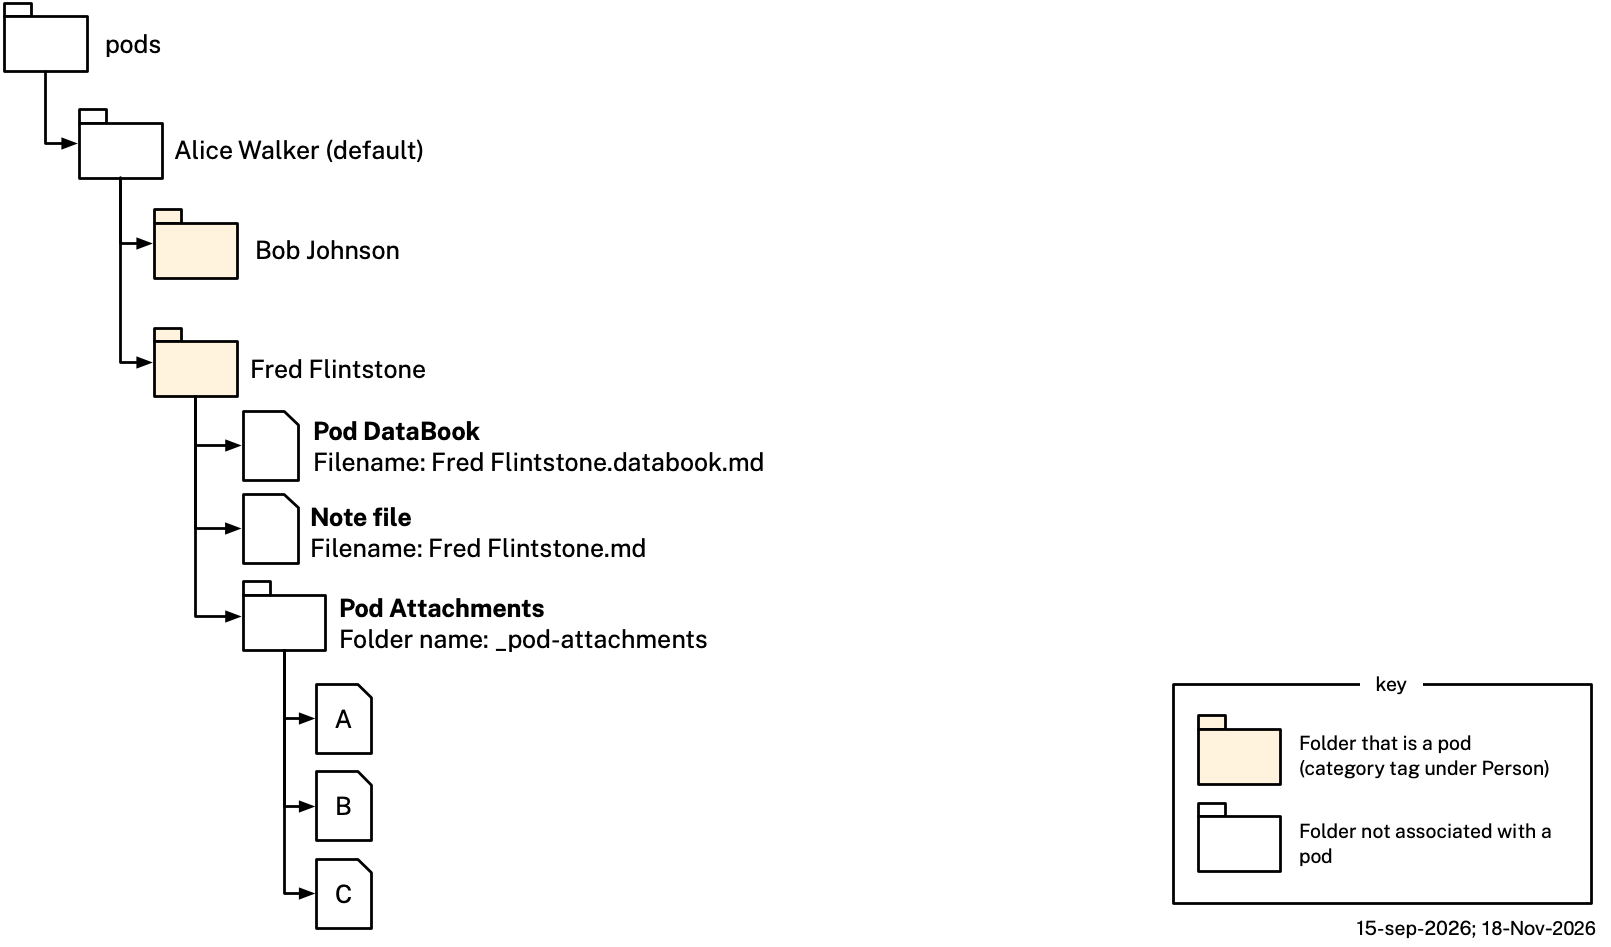 pods
Alice Walker (default)
Bob Johnson
Fred Flintstone
Pod DataBook
Filename: Fred Flintstone.databook.md
Note file
Filename: Fred Flintstone.md
Pod Attachments
Folder name: _pod-attachments
A
B
C
key
Folder that is a pod
(category tag under Person)
Folder not associated with a
pod
15-sep-2026; 18-Nov-2026